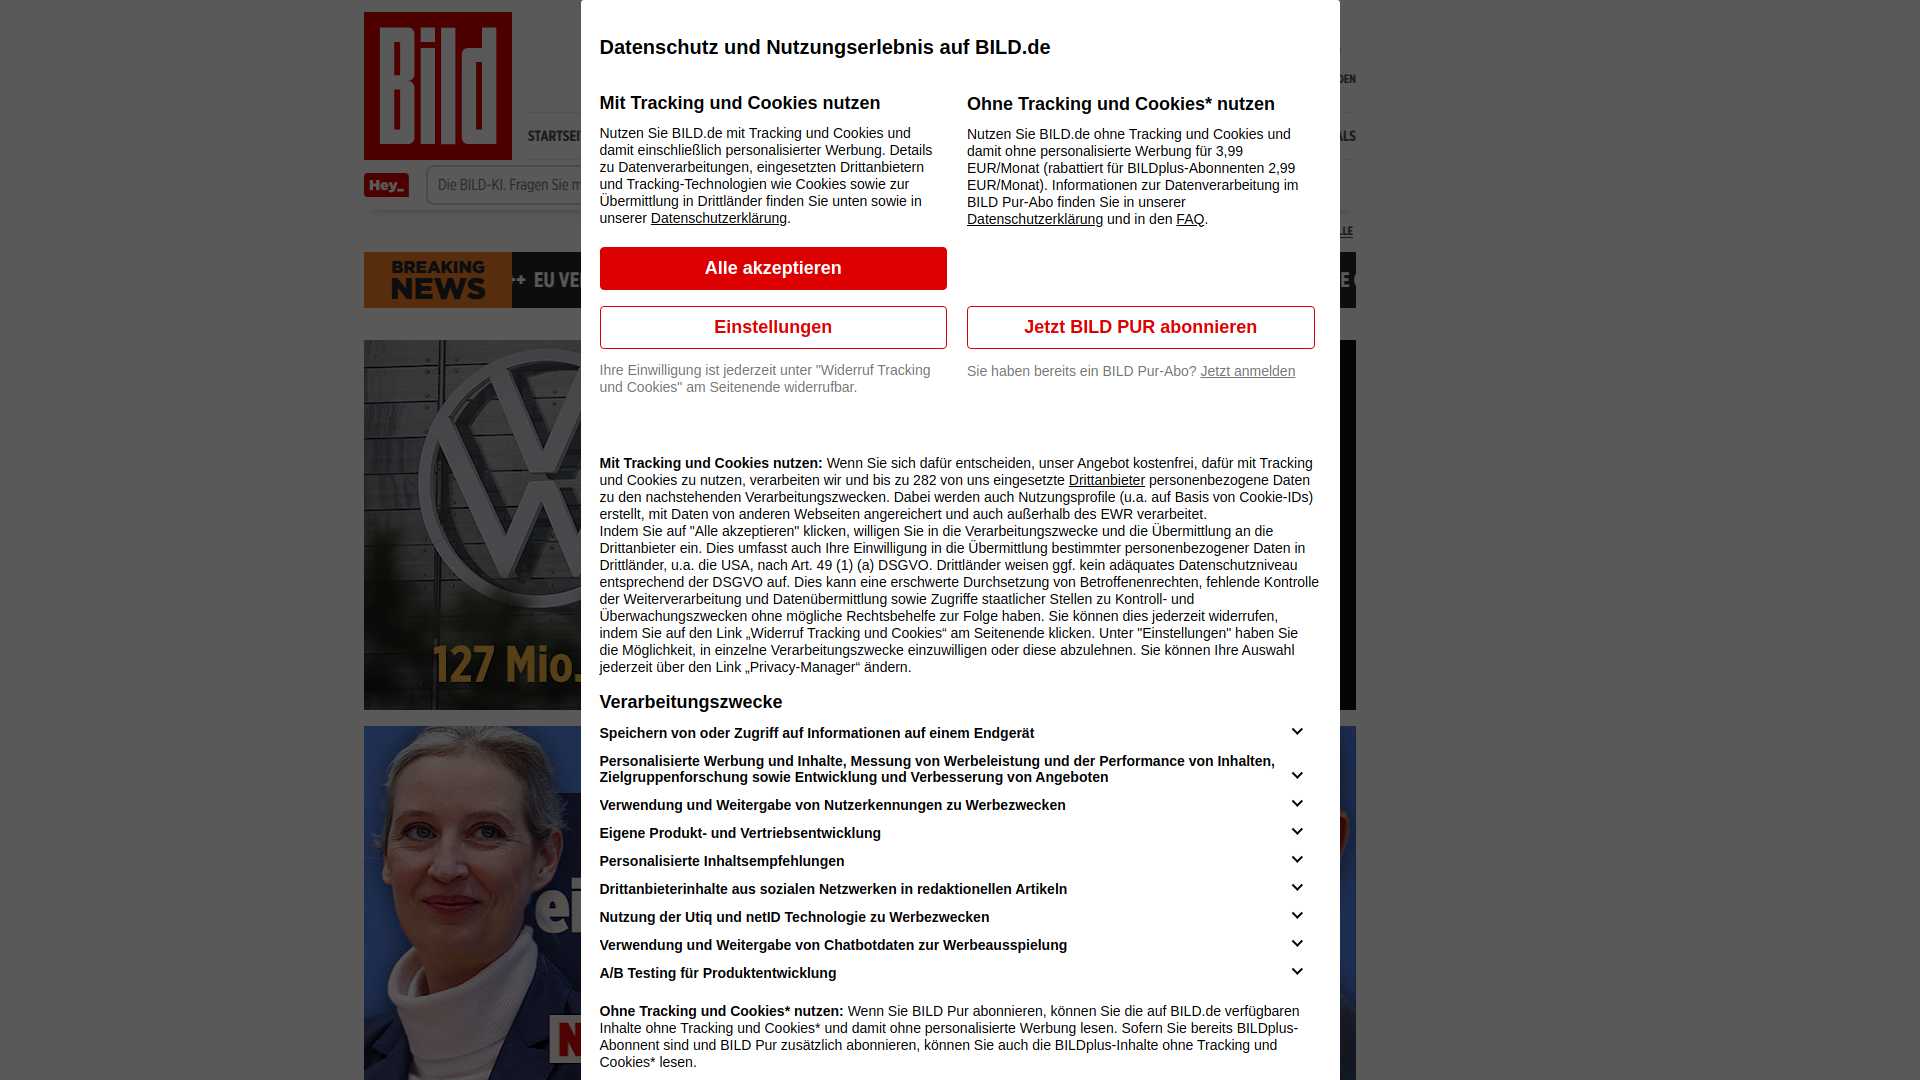 Bild
DEN
STARTSEI
ALS
Hey_
Die BILD-KI. Fragen Sie m
LLE
BREAKING
NEWS
++ EU VE
127 Mio.
ei
N
Datenschutz und Nutzungserlebnis auf BILD.de
Mit Tracking und Cookies nutzen
Nutzen Sie BILD.de mit Tracking und Cookies und
damit einschließlich personalisierter Werbung. Details
zu Datenverarbeitungen, eingesetzten Drittanbietern
und Tracking-Technologien wie Cookies sowie zur
Übermittlung in Drittländer finden Sie unten sowie in
unserer Datenschutzerklärung.
Alle akzeptieren
Einstellungen
Ihre Einwilligung ist jederzeit unter "Widerruf Tracking
und Cookies" am Seitenende widerrufbar.
Ohne Tracking und Cookies* nutzen
Nutzen Sie BILD.de ohne Tracking und Cookies und
damit ohne personalisierte Werbung für 3,99
EUR/Monat (rabattiert für BILDplus-Abonnenten 2,99
EUR/Monat). Informationen zur Datenverarbeitung im
BILD Pur-Abo finden Sie in unserer
Datenschutzerklärung und in den FAQ.
Jetzt BILD PUR abonnieren
Sie haben bereits ein BILD Pur-Abo? Jetzt anmelden
Mit Tracking und Cookies nutzen: Wenn Sie sich dafür entscheiden, unser Angebot kostenfrei, dafür mit Tracking
und Cookies zu nutzen, verarbeiten wir und bis zu 282 von uns eingesetzte Drittanbieter personenbezogene Daten
zu den nachstehenden Verarbeitungszwecken. Dabei werden auch Nutzungsprofile (u.a. auf Basis von Cookie-IDs)
erstellt, mit Daten von anderen Webseiten angereichert und auch außerhalb des EWR verarbeitet.
Indem Sie auf "Alle akzeptieren" klicken, willigen Sie in die Verarbeitungszwecke und die Übermittlung an die
Drittanbieter ein. Dies umfasst auch Ihre Einwilligung in die Übermittlung bestimmter personenbezogener Daten in
Drittländer, u.a. die USA, nach Art. 49 (1) (a) DSGVO. Drittländer weisen ggf. kein adäquates Datenschutzniveau
entsprechend der DSGVO auf. Dies kann eine erschwerte Durchsetzung von Betroffenenrechten, fehlende Kontrolle
der Weiterverarbeitung und Datenübermittlung sowie Zugriffe staatlicher Stellen zu Kontroll- und
Überwachungszwecken ohne mögliche Rechtsbehelfe zur Folge haben. Sie können dies jederzeit widerrufen,
indem Sie auf den Link „Widerruf Tracking und Cookies“ am Seitenende klicken. Unter "Einstellungen" haben Sie
die Möglichkeit, in einzelne Verarbeitungszwecke einzuwilligen oder diese abzulehnen. Sie können Ihre Auswahl
jederzeit über den Link „Privacy-Manager“ ändern.
Verarbeitungszwecke
Speichern von oder Zugriff auf Informationen auf einem Endgerät
Personalisierte Werbung und Inhalte, Messung von Werbeleistung und der Performance von Inhalten,
Zielgruppenforschung sowie Entwicklung und Verbesserung von Angeboten
Verwendung und Weitergabe von Nutzerkennungen zu Werbezwecken
Eigene Produkt- und Vertriebsentwicklung
Personalisierte Inhaltsempfehlungen
Drittanbieterinhalte aus sozialen Netzwerken in redaktionellen Artikeln
Nutzung der Utiq und netID Technologie zu Werbezwecken
Verwendung und Weitergabe von Chatbotdaten zur Werbeausspielung
A/B Testing für Produktentwicklung
Ohne Tracking und Cookies* nutzen: Wenn Sie BILD Pur abonnieren, können Sie die auf BILD.de verfügbaren
Inhalte ohne Tracking und Cookies* und damit ohne personalisierte Werbung lesen. Sofern Sie bereits BILDplus-
Abonnent sind und BILD Pur zusätzlich abonnieren, können Sie auch die BILDplus-Inhalte ohne Tracking und
Cookies* lesen.